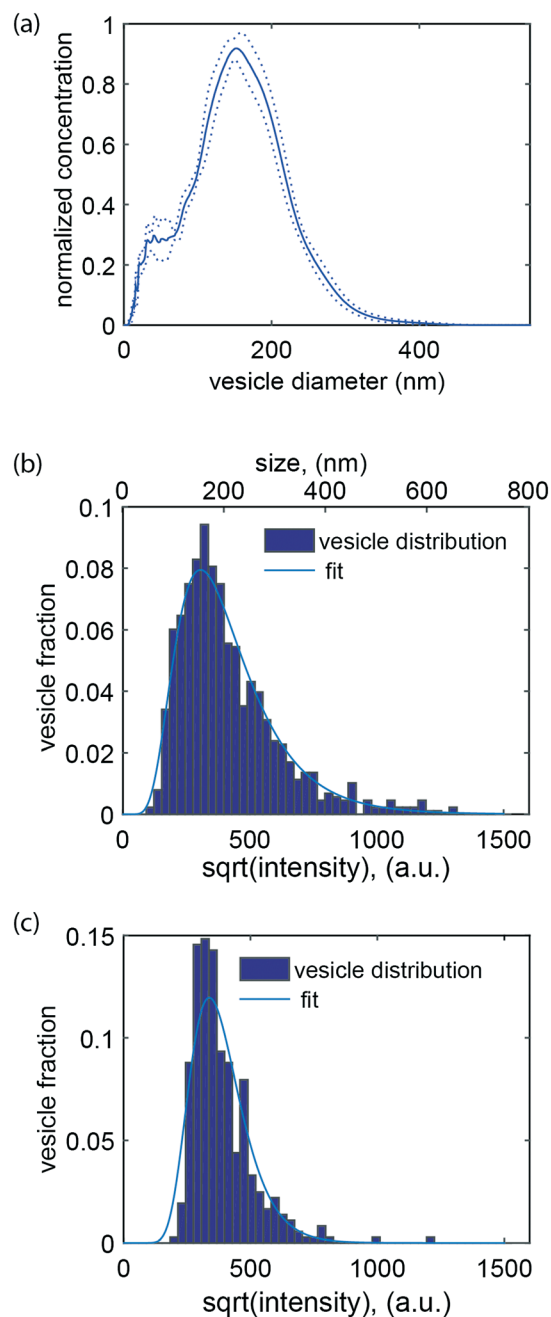 (a)
normalized concentration
1
0.8
0.6
0.4
0.2
0
0 200 400
vesicle diameter (nm)
(b)
size, (nm)
0 200 400 600 800
vesicle fraction
0.1
0.08
0.06
0.04
0.02
0
vesicle distribution
fit
0 500 1000 1500
sqrt(intensity), (a.u.)
(c)
vesicle fraction
0.15
0.1
0.05
0
vesicle distribution
fit
0 500 1000 1500
sqrt(intensity), (a.u.)